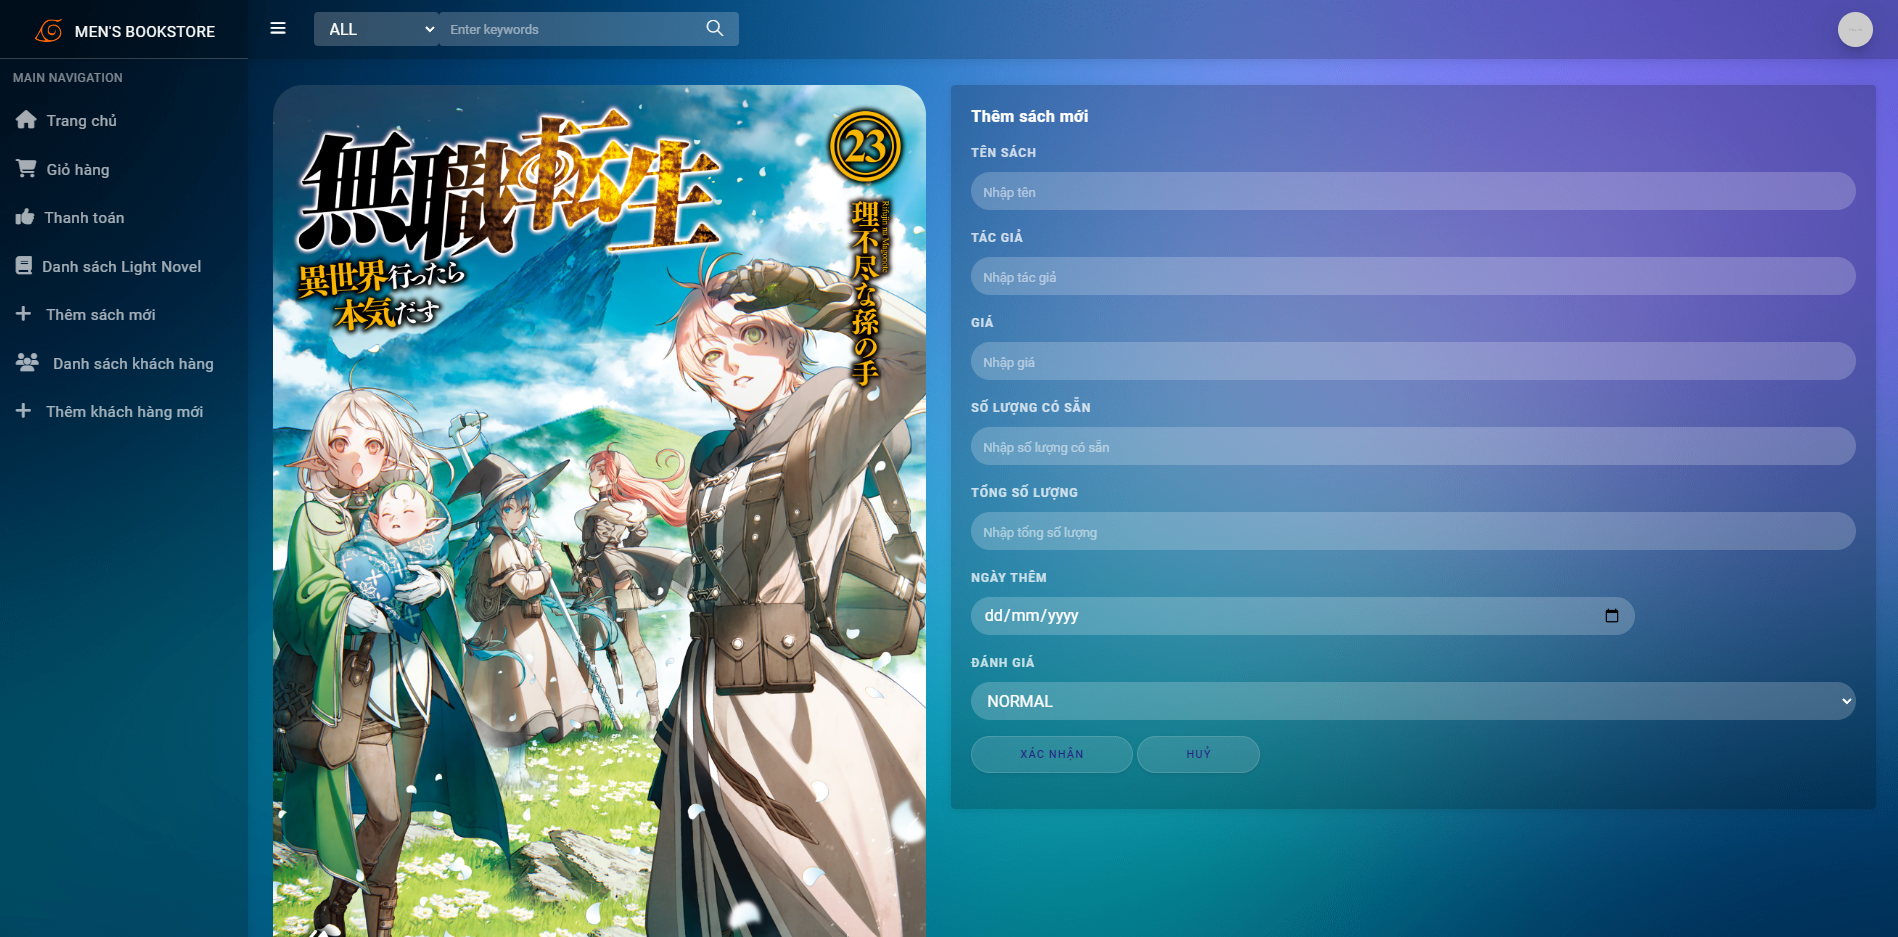 MEN'S BOOKSTORE
ALL
Enter keywords
MAIN NAVIGATION
Trang chủ
Giỏ hàng
Thanh toán
Danh sách Light Novel
Thêm sách mới
Danh sách khách hàng
Thêm khách hàng mới
無職転生
異世界行ったら
本気だす
23
理不尽な孫の手
Rifujin na Magonote
Thêm sách mới
TÊN SÁCH
Nhập tên
TÁC GIẢ
Nhập tác giả
GIÁ
Nhập giá
SỐ LƯỢNG CÓ SẴN
Nhập số lượng có sẵn
TỔNG SỐ LƯỢNG
Nhập tổng số lượng
NGÀY THÊM
dd/mm/yyyy
ĐÁNH GIÁ
NORMAL
XÁC NHẬN
HUỶ